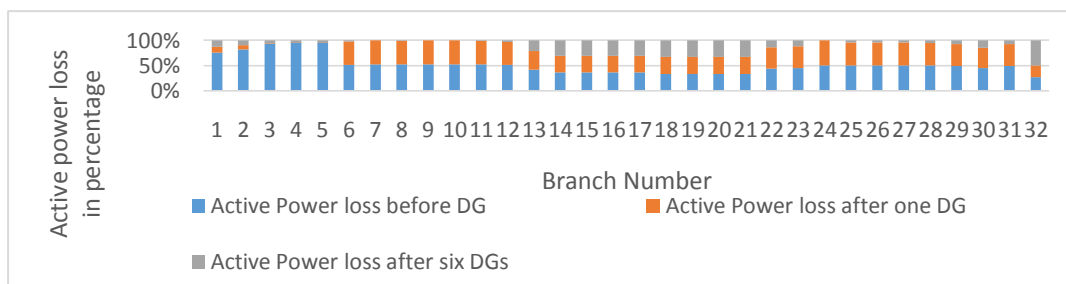 Active power loss
in percentage
100%
50%
0%
1 2 3 4 5 6 7 8 9 10 11 12 13 14 15 16 17 18 19 20 21 22 23 24 25 26 27 28 29 30 31 32
Branch Number
Active Power loss before DG Active Power loss after one DG
Active Power loss after six DGs